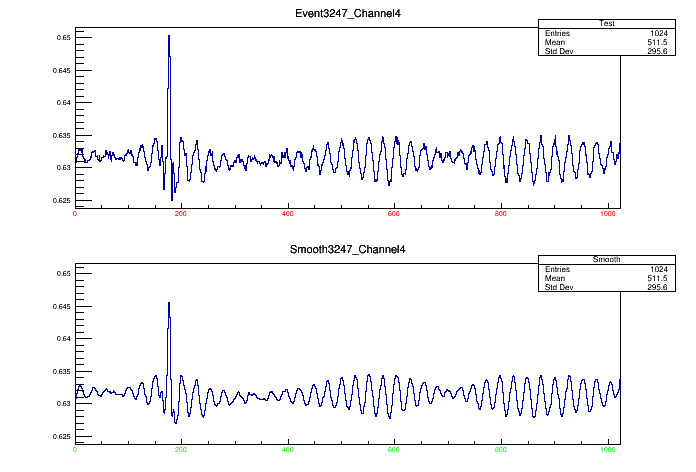 Event3247_Channel4
Test
Entries 1024
Mean 511.5
Std Dev 295.6
0.65
0.645
0.64
0.635
0.63
0.625
0 200 400 600 800 1000
Smooth3247_Channel4
Smooth
Entries 1024
Mean 511.5
Std Dev 295.6
0.65
0.645
0.64
0.635
0.63
0.625
0 200 400 600 800 1000